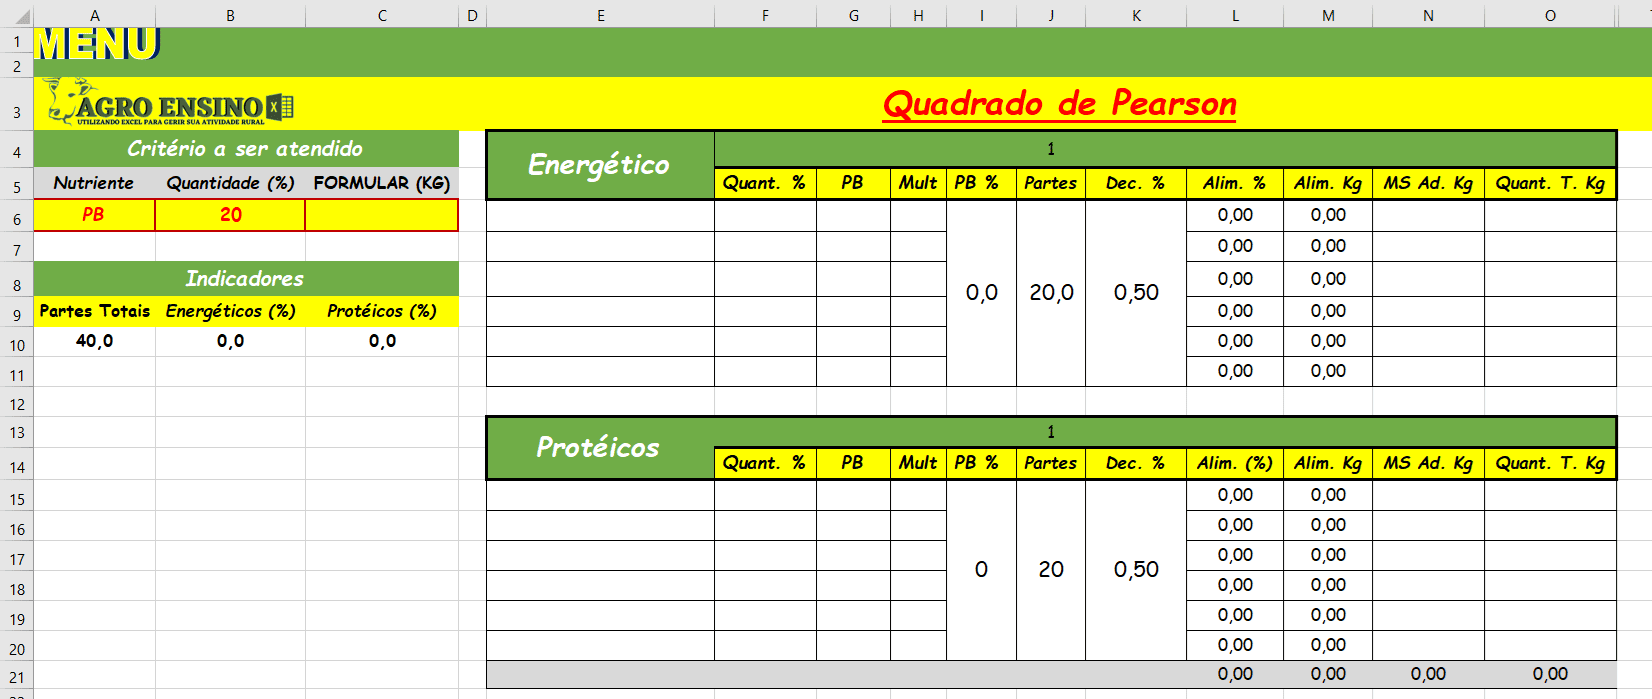 A B C D E F G H I J K L M N O
1 MENU
2
3 AGRO ENSINO Quadrado de Pearson
UTILIZANDO EXCEL PARA GERIR SUA ATIVIDADE RURAL
4 Critério a ser atendido Energético 1
5 Nutriente Quantidade (%) FORMULAR (KG) Quant. % PB Mult PB % Partes Dec. % Alim. % Alim. Kg MS Ad. Kg Quant. T. Kg
6 PB 20 0,00 0,00
7 0,00 0,00
8 Indicadores 0,0 20,0 0,50 0,00 0,00
9 Partes Totais Energéticos (%) Protéicos (%) 0,00 0,00
10 40,0 0,0 0,0 0,00 0,00
11 0,00 0,00
12
13 Protéicos 1
14 Quant. % PB Mult PB % Partes Dec. % Alim. (%) Alim. Kg MS Ad. Kg Quant. T. Kg
15 0,00 0,00
16 0,00 0,00
17 0,00 0,00
18 0 20 0,50 0,00 0,00
19 0,00 0,00
20 0,00 0,00
21 0,00 0,00 0,00 0,00